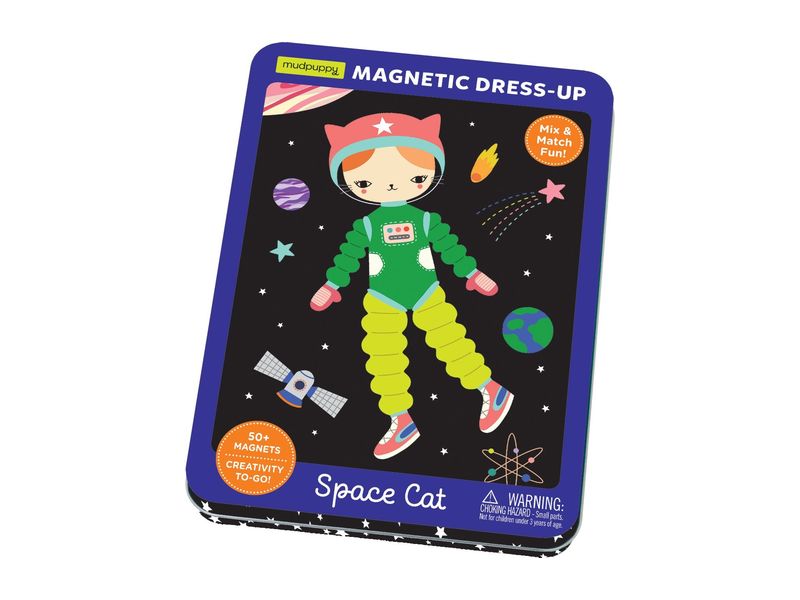 mudpuppy
MAGNETIC DRESS-UP
Mix &
Match
Fun!
50+
MAGNETS
CREATIVITY
TO-GO!
Space Cat
WARNING:
CHOKING HAZARD - Small parts.
Not for children under 3 years of age.